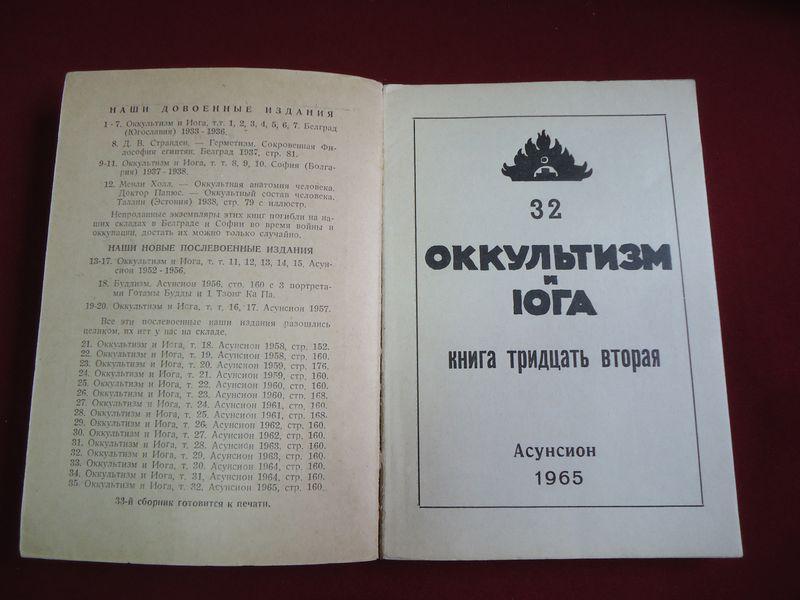 НАШИ ДОВОЕННЫЕ ИЗДАНИЯ
1 - 7. Оккультизм и Иога, т.т. 1, 2, 3, 4, 5, 6, 7. Белград
(Югославия) 1933 - 1936.
8. Д. В. Странден. — Герметизм. Сокровенная Фи-
лософия египтян. Белград 1937, стр. 81.
9-11. Оккультизм и Иога, т. т. 8, 9, 10. София (Болга-
рия) 1937 - 1938.
12. Менли Холл. — Оккультная анатомия человека.
Доктор Папюс. — Оккультный состав человека.
Таллин (Эстония) 1938, стр. 79 с иллюстр.
Непроданные экземпляры этих книг погибли на на-
ших складах в Белграде и Софии во время войны и
оккупации, достать их можно только случайно.
НАШИ НОВЫЕ ПОСЛЕВОЕННЫЕ ИЗДАНИЯ
13-17. Оккультизм и Иога, т. т. 11, 12, 13, 14, 15. Асун-
сион 1952 - 1956.
18. Буддизм. Асунсион 1956, стр. 160 с 3 портрета-
ми Готамы Будды и 1 Тзонг Ка Па.
19-20. Оккультизм и Иога, т. т. 16, 17. Асунсион 1957.
Все эти послевоенные наши издания разошлись
целиком, их нет у нас на складе.
21. Оккультизм и Иога, т. 18. Асунсион 1958, стр. 152.
22. Оккультизм и Иога, т. 19. Асунсион 1958, стр. 160.
23. Оккультизм и Иога, т. 20. Асунсион 1959, стр. 176.
24. Оккультизм и Иога, т. 21. Асунсион 1959, стр. 160.
25. Оккультизм и Иога, т. 22. Асунсион 1960, стр. 160.
26. Оккультизм и Иога, т. 23. Асунсион 1960, стр. 168.
27. Оккультизм и Иога, т. 24. Асунсион 1961, стр. 160.
28. Оккультизм и Иога, т. 25. Асунсион 1961, стр. 168.
29. Оккультизм и Иога, т. 26. Асунсион 1962, стр. 160.
30. Оккультизм и Иога, т. 27. Асунсион 1962, стр. 160.
31. Оккультизм и Иога, т. 28. Асунсион 1963. стр. 160.
32. Оккультизм и Иога, т. 29, Асунсион 1963, стр. 160.
33. Оккультизм и Иога, т. 30. Асунсион 1964, стр. 160.
34. Оккультизм и Иога, т. 31, Асунсион 1964, стр. 160.
35. Оккультизм и Иога, т. 32, Асунсион 1965, стр. 160.
33-й сборник готовится к печати.
32
ОККУЛЬТИЗМ
и
IОГА
книга тридцать вторая
Асунсион
1965